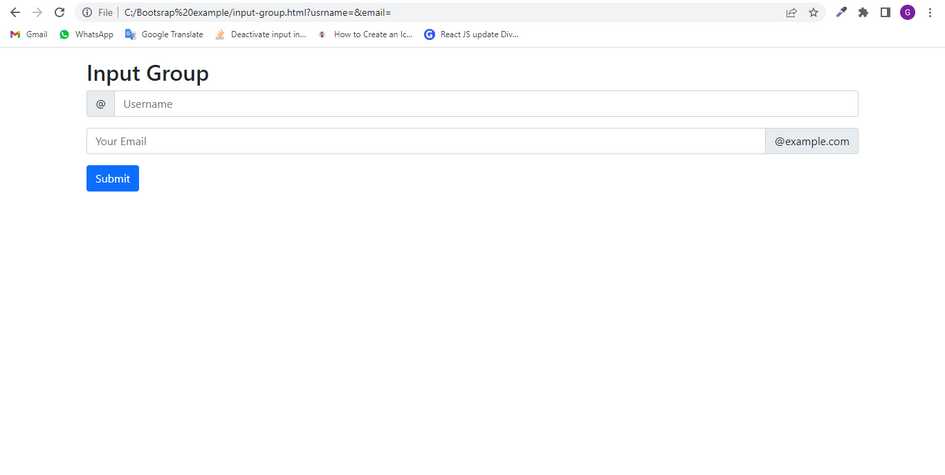 File | C:/Bootsrap%20example/input-group.html?usrname=&email= G
Gmail WhatsApp Google Translate Deactivate input in... How to Create an Ic... React JS update Div...
Input Group
@ Username
Your Email @example.com
Submit